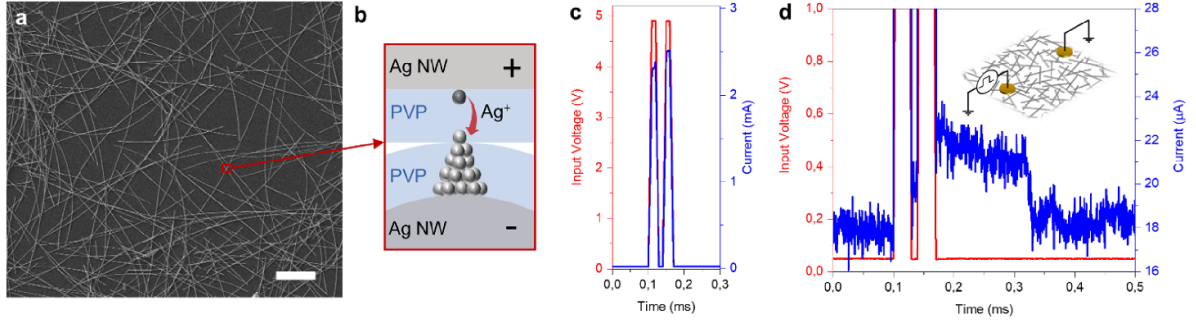 a
b
Ag NW +
PVP
Ag⁺
PVP
Ag NW -
c
Input Voltage (V)
5
4
3
2
1
0
0,0 0,1 0,2 0,3
Time (ms)
3
2
1
0
Current (mA)
d
Input Voltage (V)
1,0
0,8
0,6
0,4
0,2
0,0
0,0 0,1 0,2 0,3 0,4 0,5
Time (ms)
28
26
24
22
20
18
16
Current (µA)